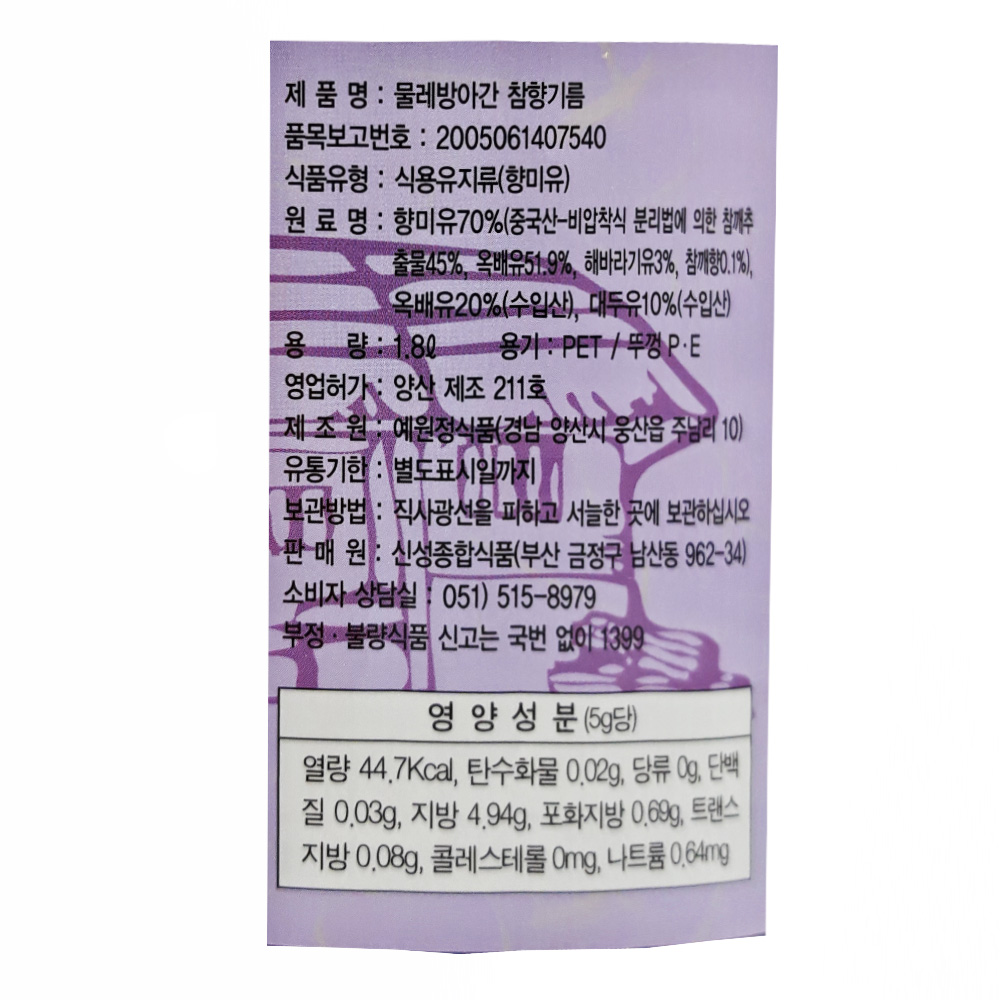 제 품 명 : 물레방아간 참향기름
품목보고번호 : 2005061407540
식품유형 : 식용유지류(향미유)
원 료 명 : 향미유70%(중국산-비압착식 분리법에 의한 참깨추
출물45%, 옥배유51.9%, 해바라기유3%, 참깨향0.1%),
옥배유20%(수입산), 대두유10%(수입산)
용 량 : 1.8ℓ 용기 : PET / 뚜껑 P·E
영업허가 : 양산 제조 211호
제 조 원 : 예원정식품(경남 양산시 웅산읍 주남리 10)
유통기한 : 별도표시일까지
보관방법 : 직사광선을 피하고 서늘한 곳에 보관하십시오
판 매 원 : 신성종합식품(부산 금정구 남산동 962-34)
소비자 상담실 : 051) 515-8979
부정·불량식품 신고는 국번 없이 1399
영 양 성 분 (5g당)
열량 44.7Kcal, 탄수화물 0.02g, 당류 0g, 단백
질 0.03g, 지방 4.94g, 포화지방 0.69g, 트랜스
지방 0.08g, 콜레스테롤 0mg, 나트륨 0.64mg